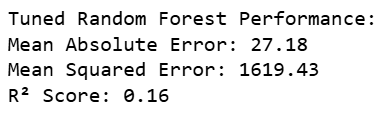 Tuned Random Forest Performance:
Mean Absolute Error: 27.18
Mean Squared Error: 1619.43
R² Score: 0.16